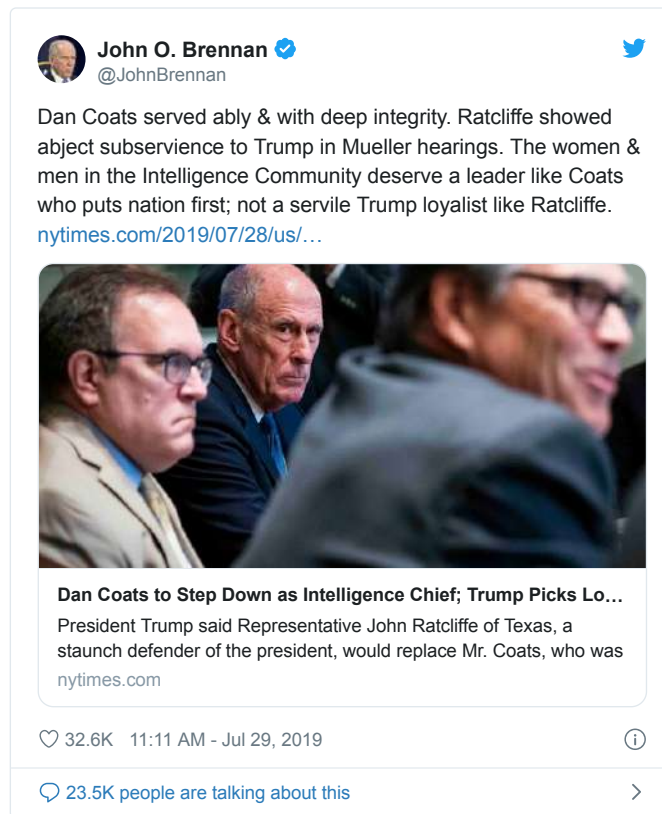 John O. Brennan
@JohnBrennan
Dan Coats served ably & with deep integrity. Ratcliffe showed
abject subservience to Trump in Mueller hearings. The women &
men in the Intelligence Community deserve a leader like Coats
who puts nation first; not a servile Trump loyalist like Ratcliffe.
nytimes.com/2019/07/28/us/…
Dan Coats to Step Down as Intelligence Chief; Trump Picks Lo…
President Trump said Representative John Ratcliffe of Texas, a
staunch defender of the president, would replace Mr. Coats, who was
nytimes.com
32.6K 11:11 AM - Jul 29, 2019
23.5K people are talking about this